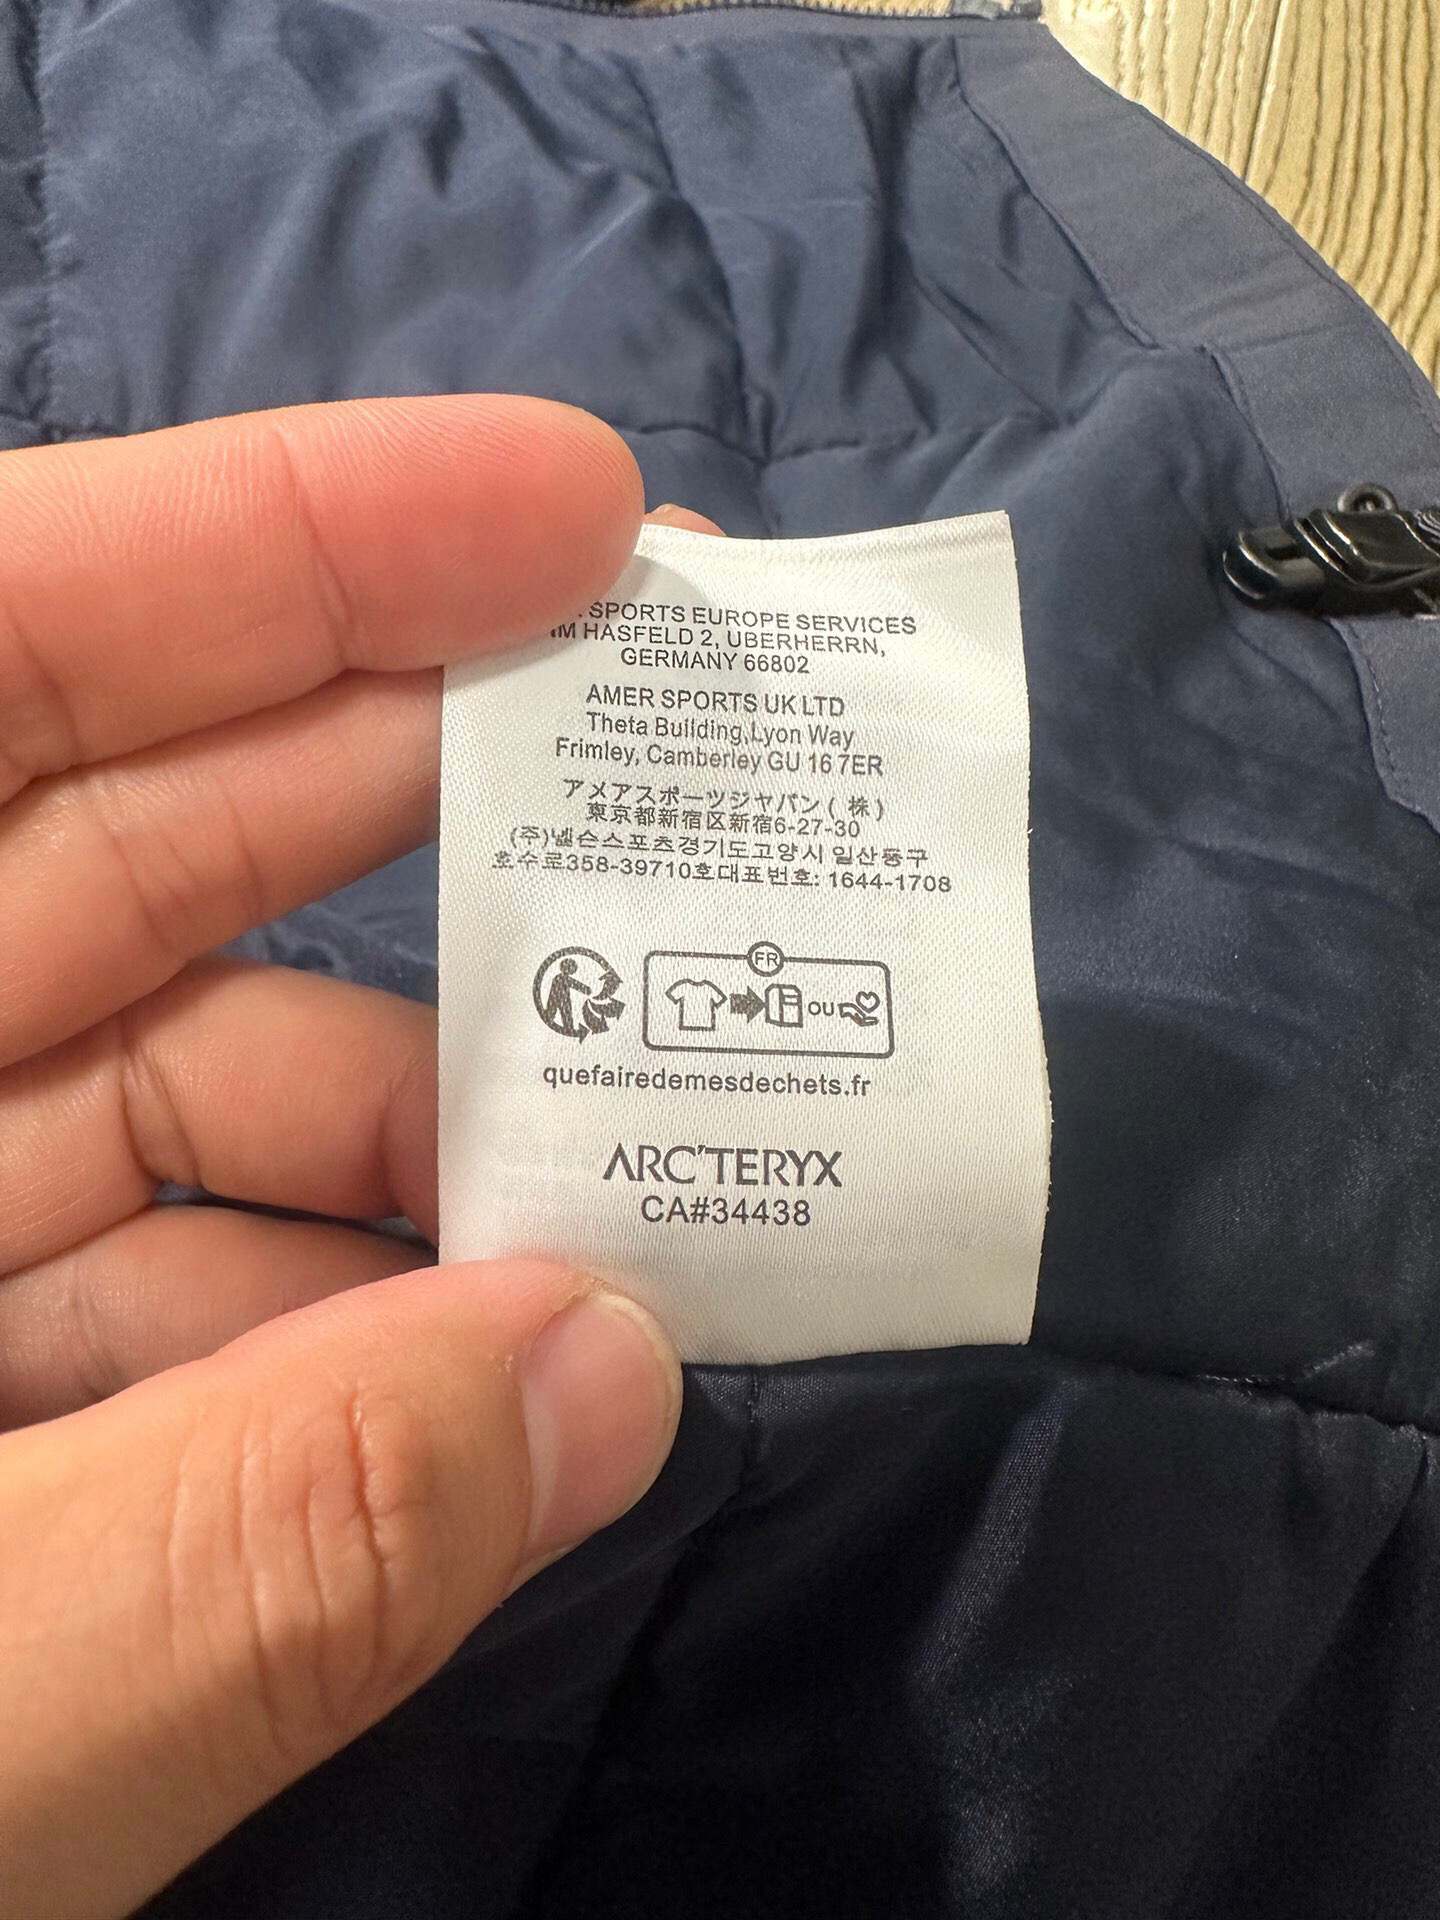 SPORTS EUROPE SERVICES
IM HASFELD 2, UBERHERRN,
GERMANY 66802
AMER SPORTS UK LTD
Theta Building,Lyon Way
Frimley, Camberley GU 16 7ER
アメアスポーツジャパン ( 株 )
東京都新宿区新宿6-27-30
(주)넬슨스포츠경기도고양시 일산동구
호수로358-39710호대표번호: 1644-1708
FR
OU
quefairedemesdechets.fr
ARC'TERYX
CA#34438